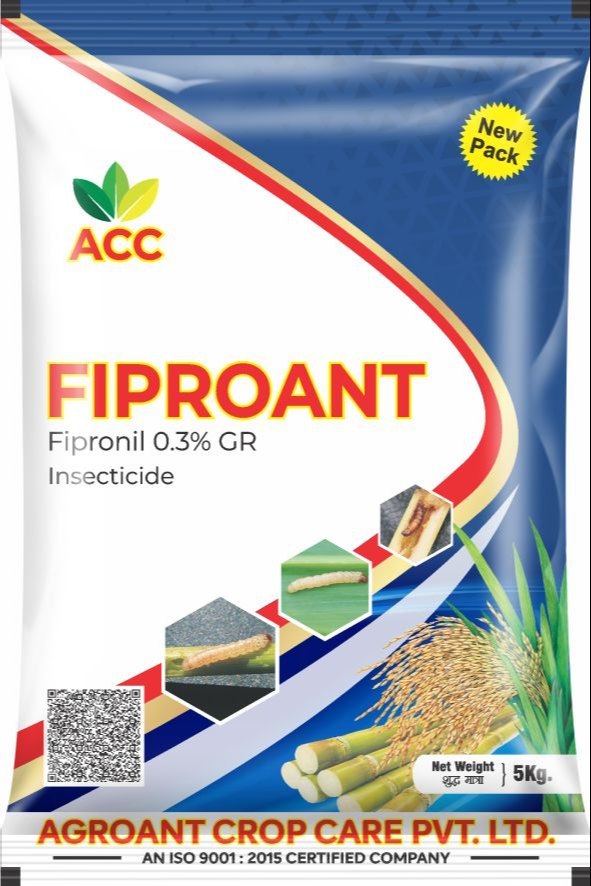 New
Pack
ACC
FIPROANT
Fipronil 0.3% GR
Insecticide
Net Weight
शुद्ध मात्रा
5Kg.
AGROANT CROP CARE PVT. LTD.
AN ISO 9001 : 2015 CERTIFIED COMPANY